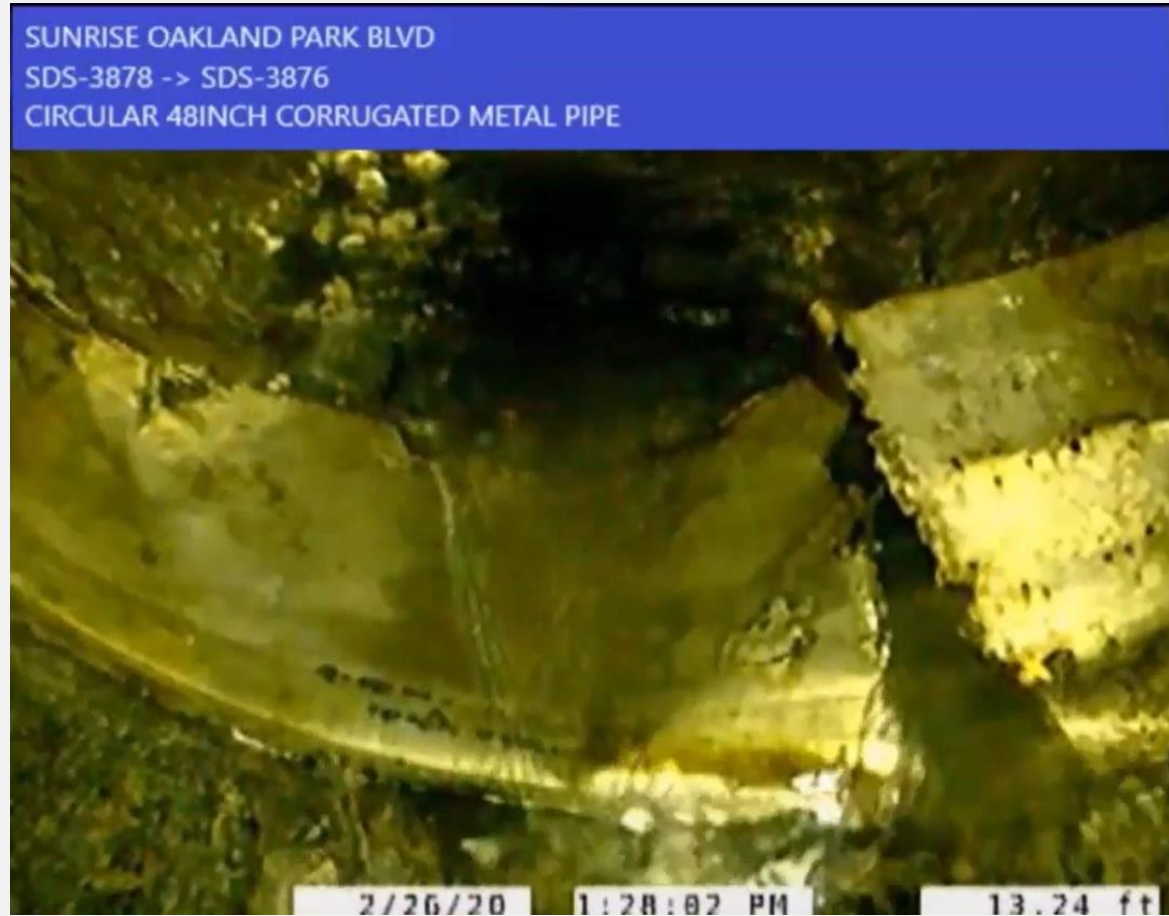 SUNRISE OAKLAND PARK BLVD
SDS-3878 -> SDS-3876
CIRCULAR 48INCH CORRUGATED METAL PIPE
2/26/20 1:28:02 PM 13.24 ft